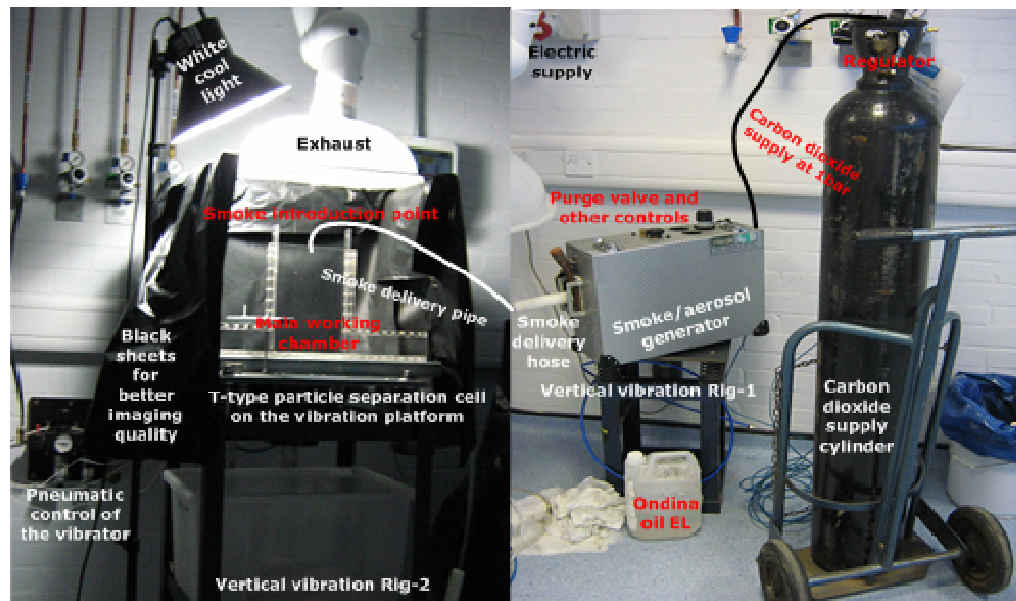 White
cool
light
Exhaust
Smoke introduction point
Smoke delivery pipe
Main working
chamber
Black
sheets
for
better
imaging
quality
T-type particle separation cell
on the vibration platform
Pneumatic
control of
the vibrator
Vertical vibration Rig-2
Electric
supply
Regulator
Carbon dioxide
supply at 1bar
Purge valve and
other controls
Smoke/aerosol
generator
Smoke
delivery
hose
Vertical vibration Rig-1
Carbon
dioxide
supply
cylinder
Ondina
oil EL